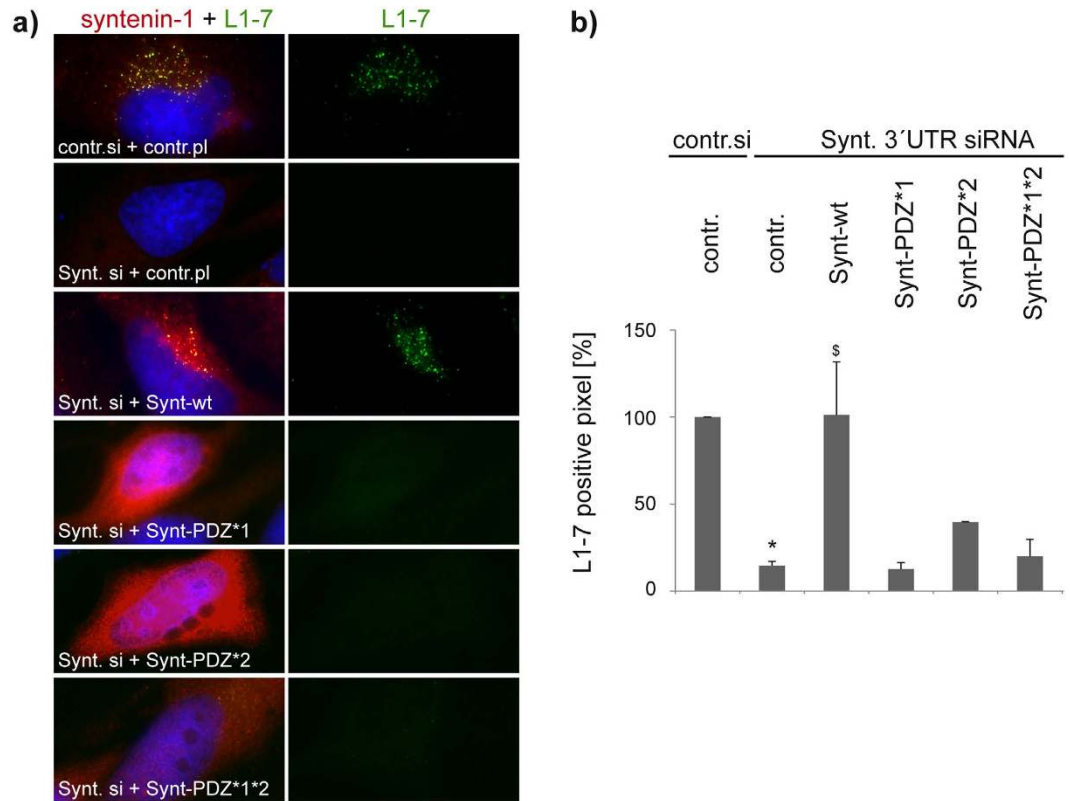 a)
syntenin-1 + L1-7
L1-7
contr.si + contr.pl
Synt. si + contr.pl
Synt. si + Synt-wt
Synt. si + Synt-PDZ*1
Synt. si + Synt-PDZ*2
Synt. si + Synt-PDZ*1*2
b)
contr.si
Synt. 3´UTR siRNA
contr.
contr.
Synt-wt
Synt-PDZ*1
Synt-PDZ*2
Synt-PDZ*1*2
L1-7 positive pixel [%]
150
100
50
0
*
$